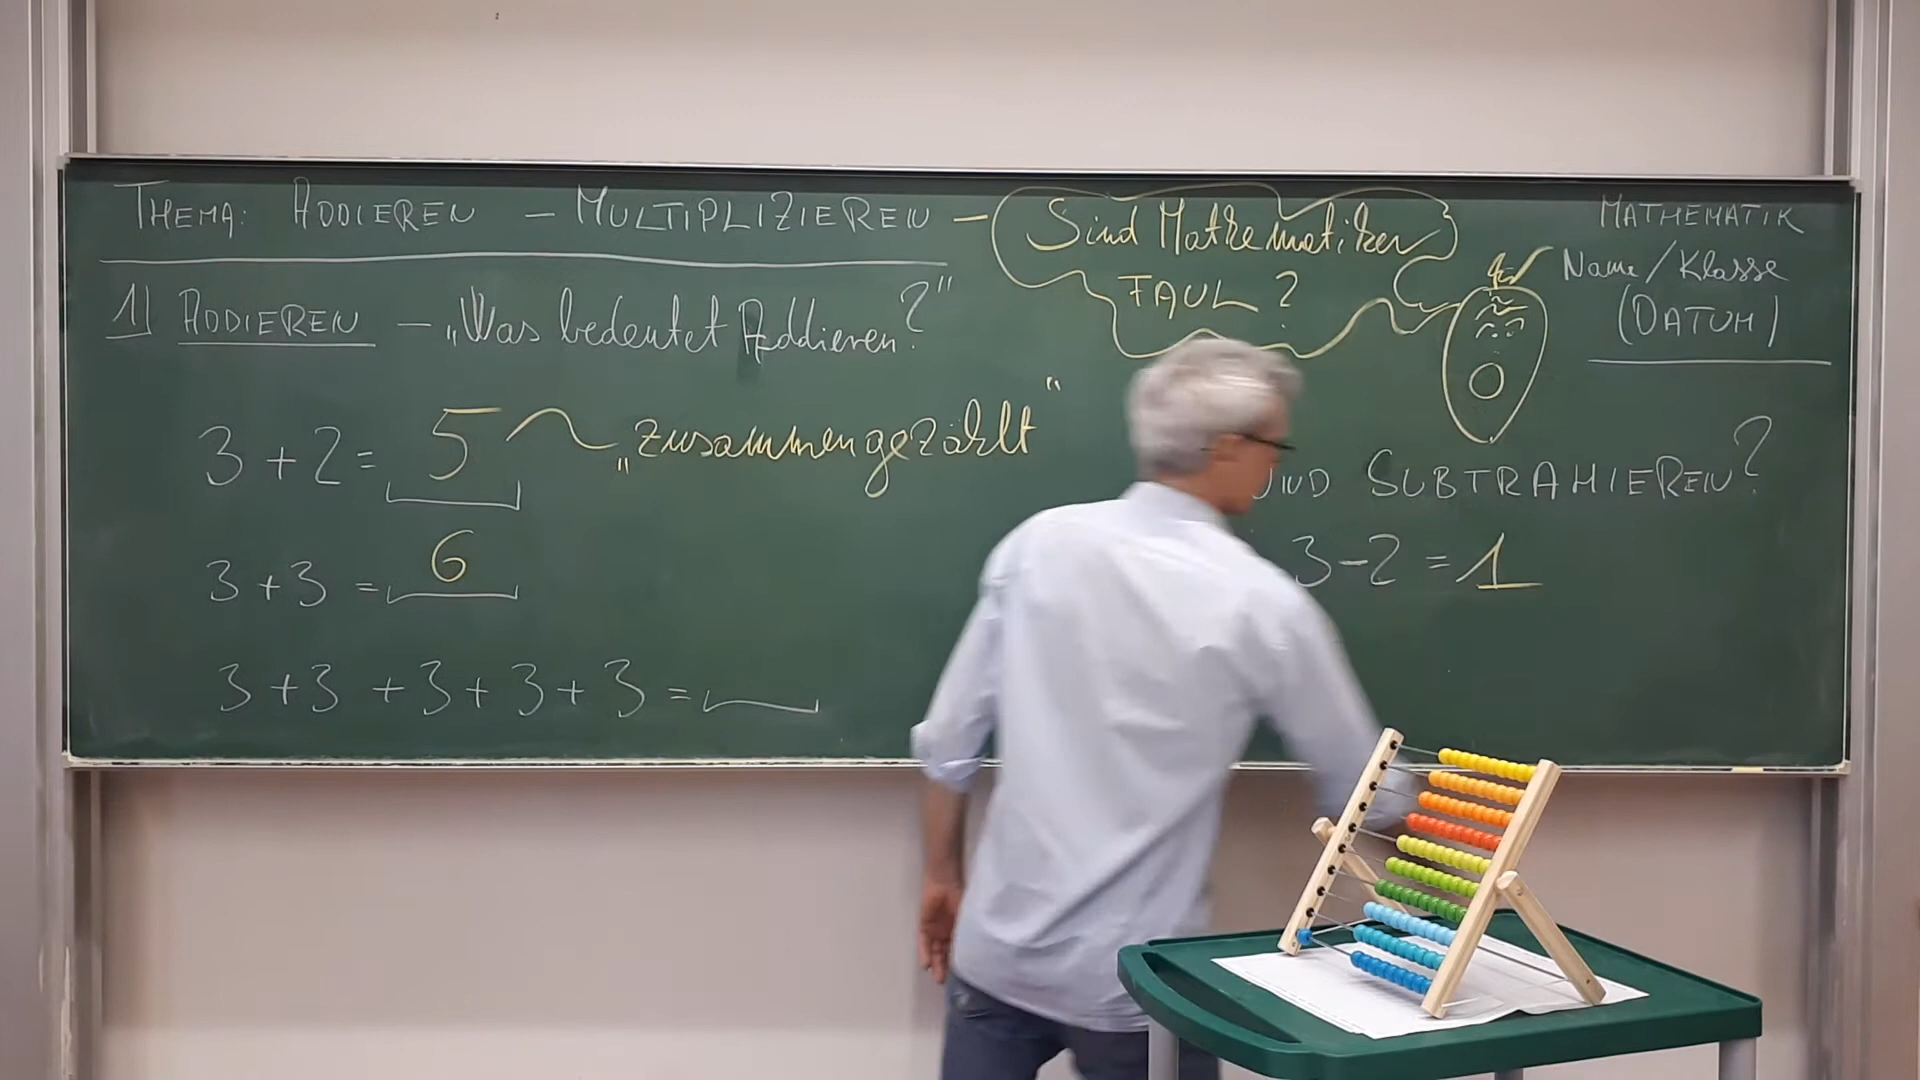 THEMA: ADDIEREN – MULTIPLIZIEREN –
Sind Mathematiker
FAUL?
MATHEMATIK
Name/Klasse
(DATUM)
1) ADDIEREN – „Was bedeutet Addieren?"
3 + 2 = 5 „zusammengezählt"
3 + 3 = 6
3 + 3 + 3 + 3 + 3 =
UND SUBTRAHIEREN?
3 - 2 = 1